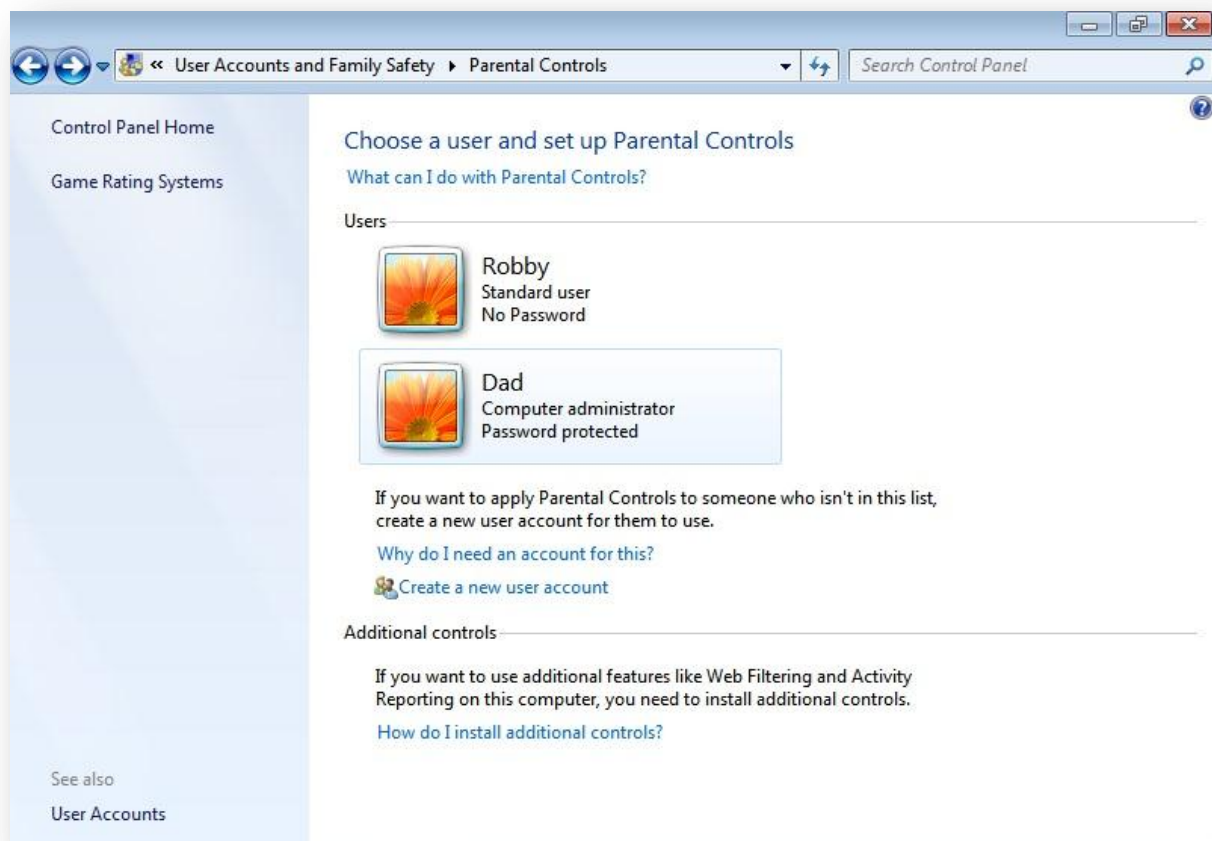 « User Accounts and Family Safety ▸ Parental Controls
Search Control Panel
Control Panel Home
Game Rating Systems
Choose a user and set up Parental Controls
What can I do with Parental Controls?
Users
Robby
Standard user
No Password
Dad
Computer administrator
Password protected
If you want to apply Parental Controls to someone who isn't in this list,
create a new user account for them to use.
Why do I need an account for this?
Create a new user account
Additional controls
If you want to use additional features like Web Filtering and Activity
Reporting on this computer, you need to install additional controls.
How do I install additional controls?
See also
User Accounts